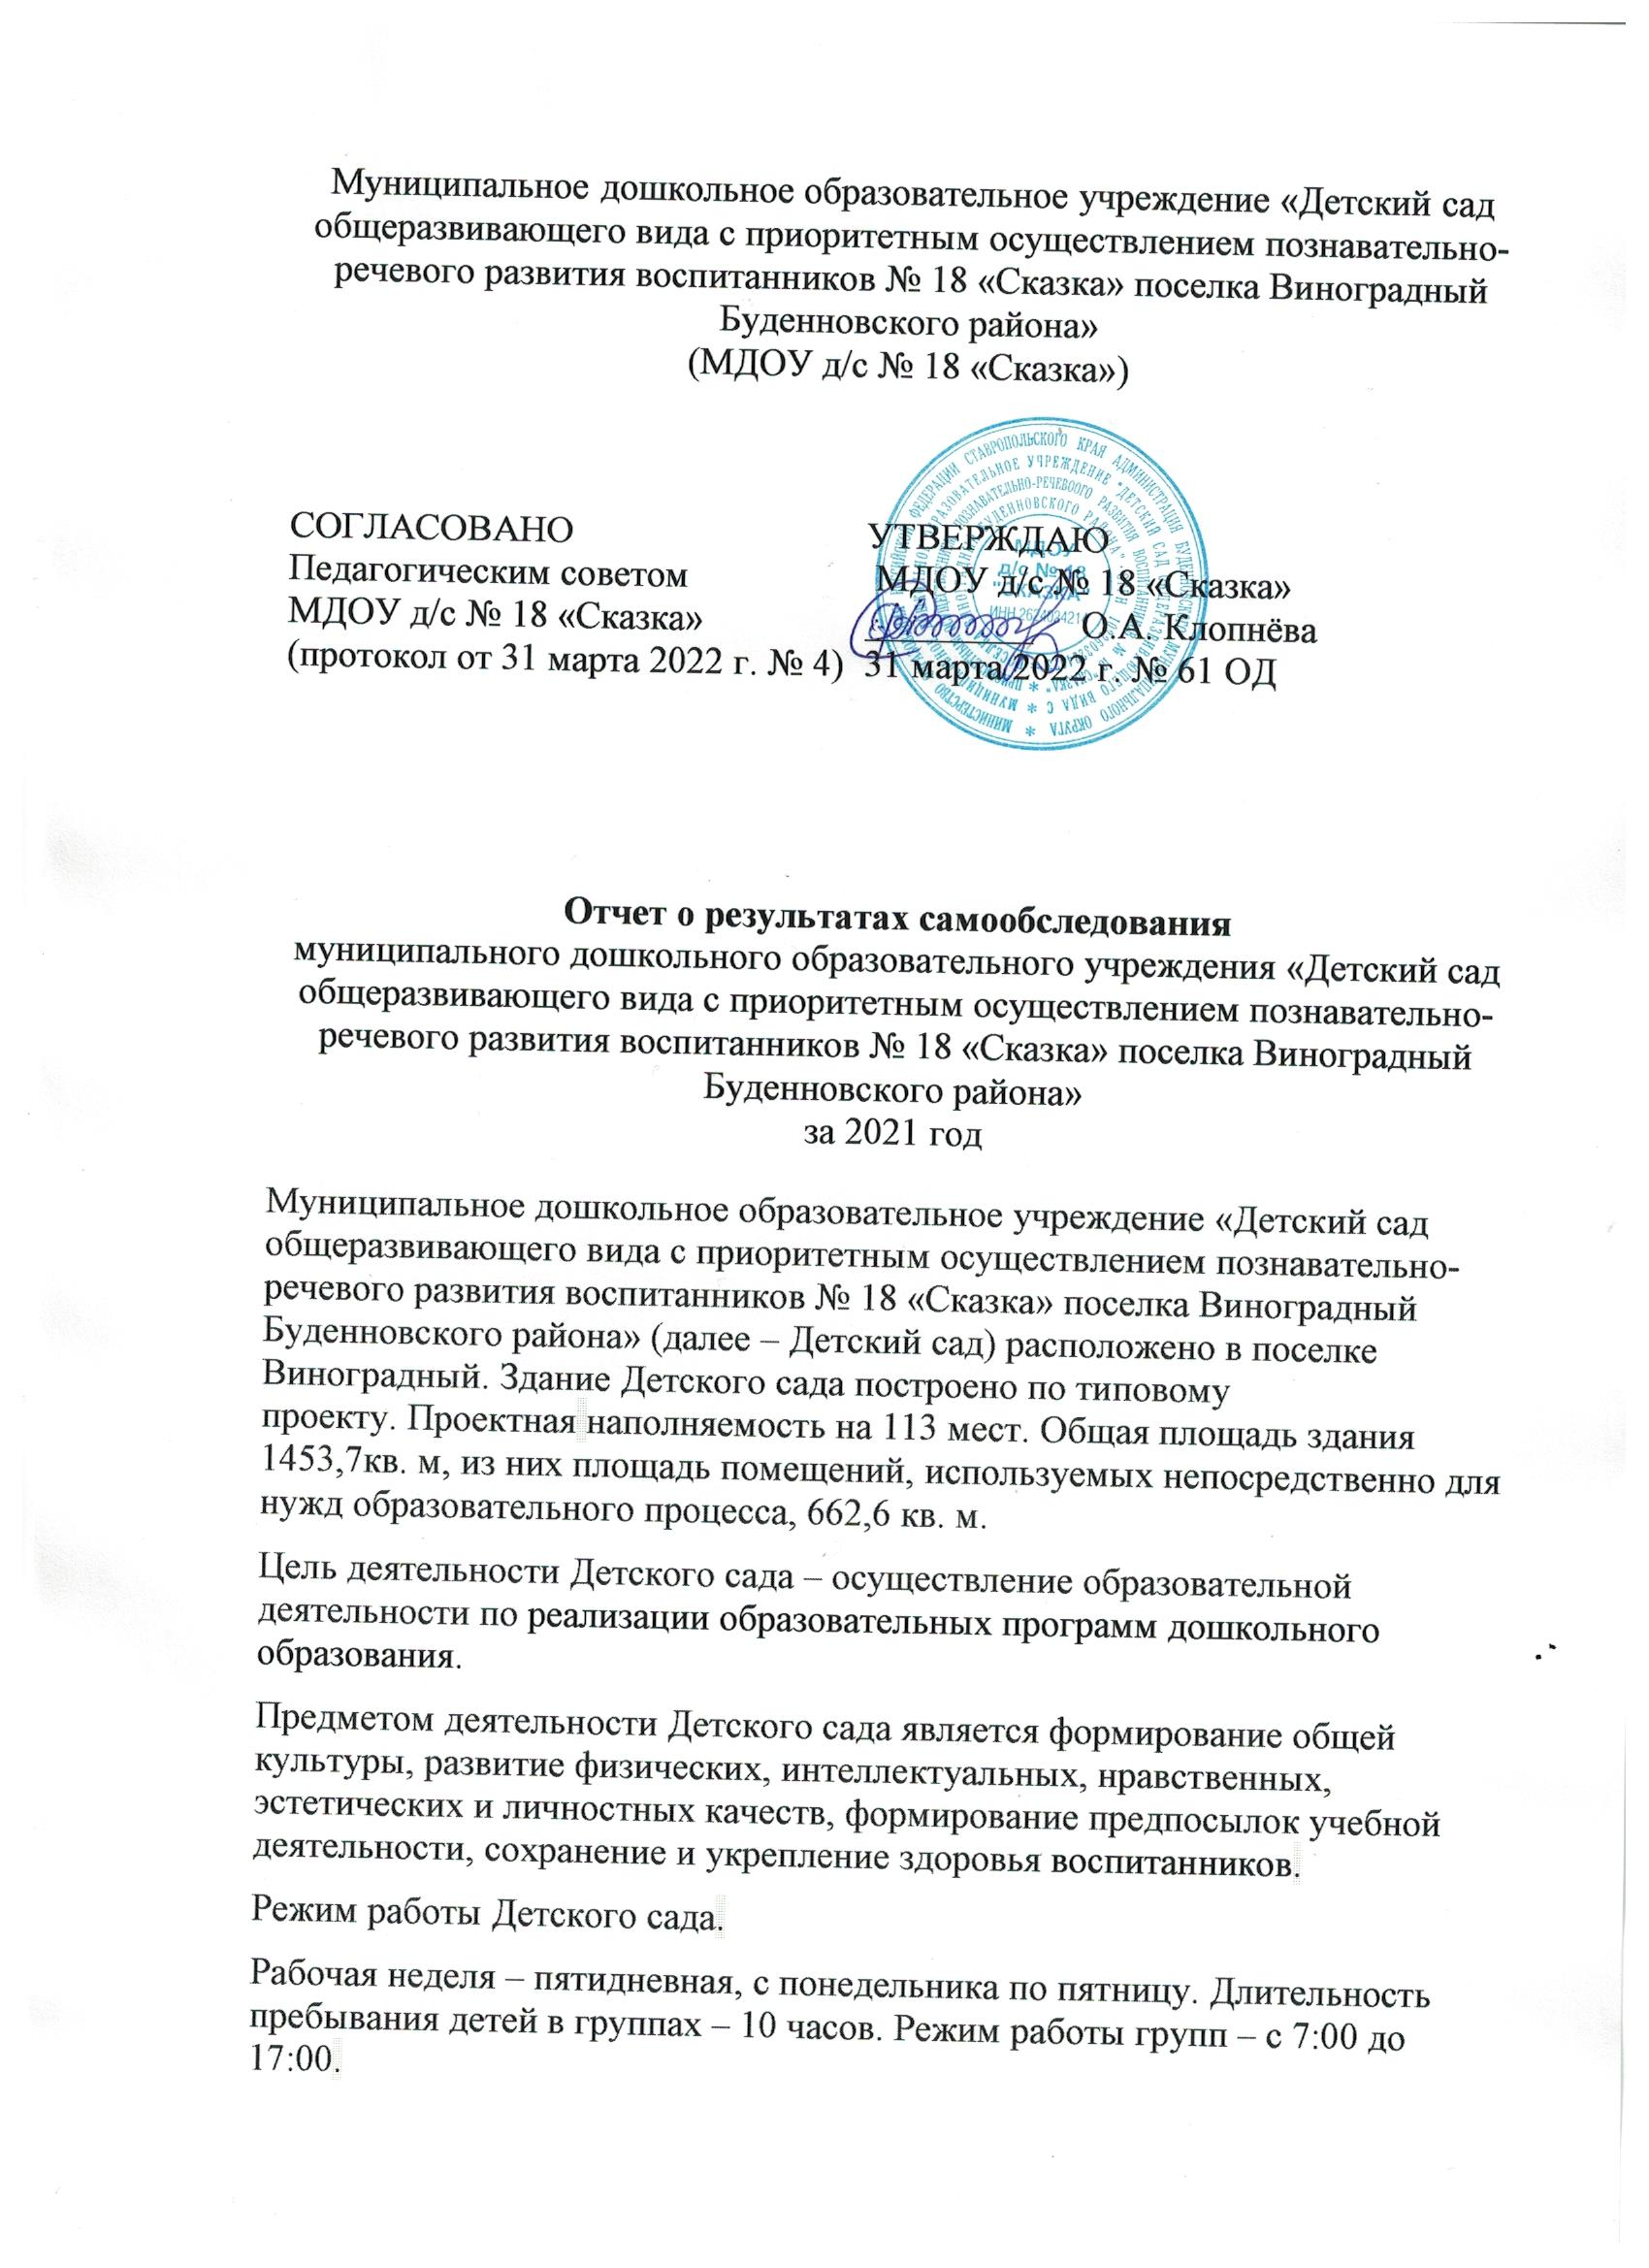 Муниципальное дошкольное образовательное учреждение «Детский сад
общеразвивающего вида с приоритетным осуществлением познавательно-
речевого развития воспитанников № 18 «Сказка» поселка Виноградный
Буденновского района»
(МДОУ д/с № 18 «Сказка»)
СОГЛАСОВАНО
Педагогическим советом
МДОУ д/с № 18 «Сказка»
(протокол от 31 марта 2022 г. № 4)
УТВЕРЖДАЮ
МДОУ д/с № 18 «Сказка»
О.А. Клопнёва
31 марта 2022 г. № 61 ОД
МДОУ
д/с № 18
"СКАЗКА"
Отчет о результатах самообследования
муниципального дошкольного образовательного учреждения «Детский сад
общеразвивающего вида с приоритетным осуществлением познавательно-
речевого развития воспитанников № 18 «Сказка» поселка Виноградный
Буденновского района»
за 2021 год
Муниципальное дошкольное образовательное учреждение «Детский сад
общеразвивающего вида с приоритетным осуществлением познавательно-
речевого развития воспитанников № 18 «Сказка» поселка Виноградный
Буденновского района» (далее – Детский сад) расположено в поселке
Виноградный. Здание Детского сада построено по типовому
проекту. Проектная наполняемость на 113 мест. Общая площадь здания
1453,7кв. м, из них площадь помещений, используемых непосредственно для
нужд образовательного процесса, 662,6 кв. м.
Цель деятельности Детского сада – осуществление образовательной
деятельности по реализации образовательных программ дошкольного
образования.
Предметом деятельности Детского сада является формирование общей
культуры, развитие физических, интеллектуальных, нравственных,
эстетических и личностных качеств, формирование предпосылок учебной
деятельности, сохранение и укрепление здоровья воспитанников.
Режим работы Детского сада.
Рабочая неделя – пятидневная, с понедельника по пятницу. Длительность
пребывания детей в группах – 10 часов. Режим работы групп – с 7:00 до
17:00.